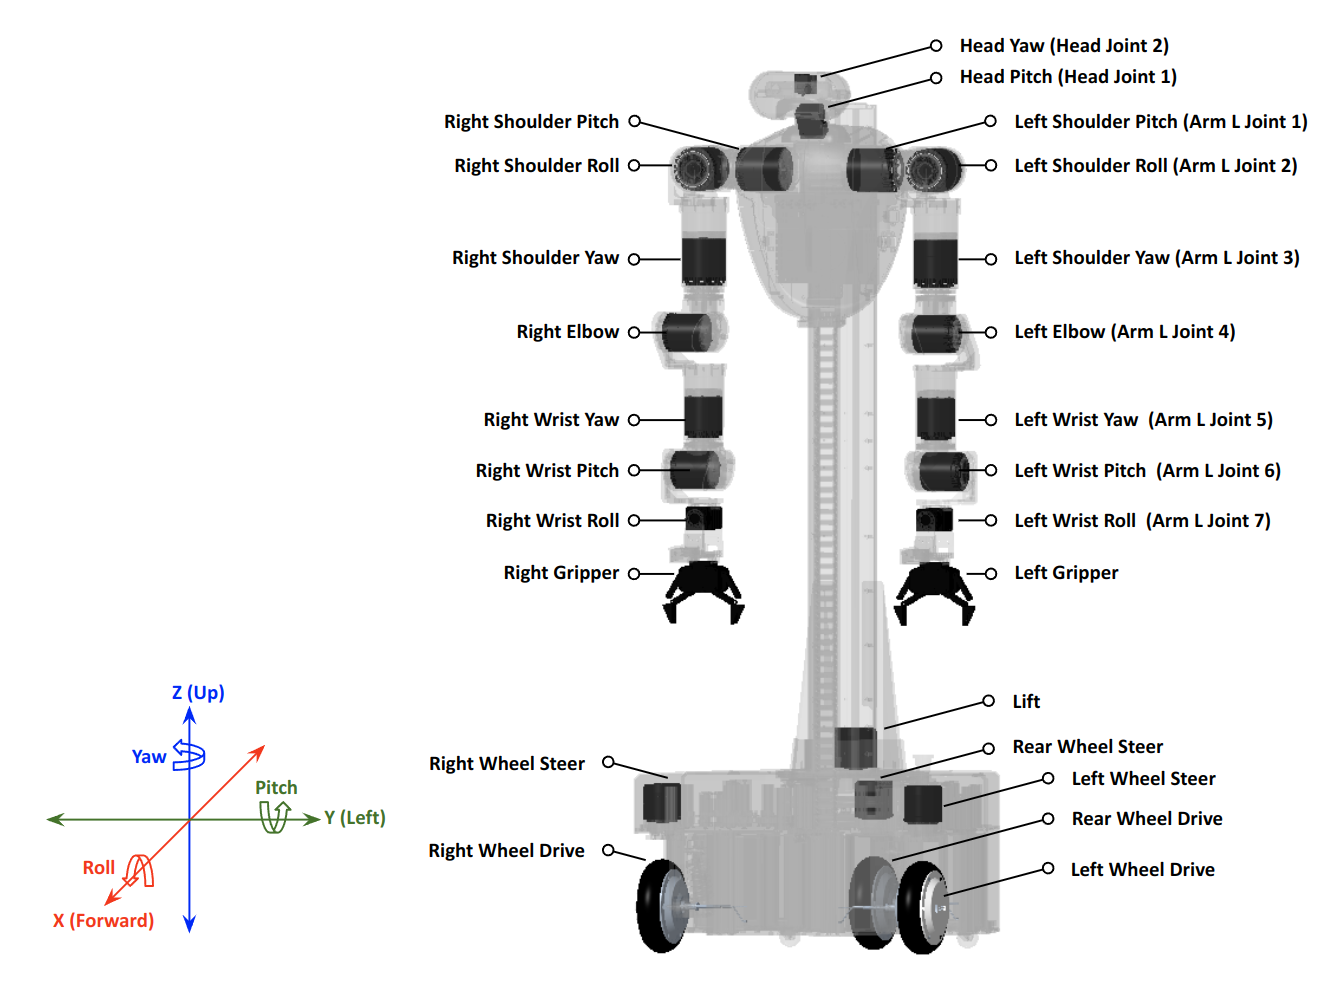 Head Yaw (Head Joint 2)
Head Pitch (Head Joint 1)
Right Shoulder Pitch
Left Shoulder Pitch (Arm L Joint 1)
Right Shoulder Roll
Left Shoulder Roll (Arm L Joint 2)
Right Shoulder Yaw
Left Shoulder Yaw (Arm L Joint 3)
Right Elbow
Left Elbow (Arm L Joint 4)
Right Wrist Yaw
Left Wrist Yaw (Arm L Joint 5)
Right Wrist Pitch
Left Wrist Pitch (Arm L Joint 6)
Right Wrist Roll
Left Wrist Roll (Arm L Joint 7)
Right Gripper
Left Gripper
Z (Up)
Yaw
Pitch
Y (Left)
Roll
X (Forward)
Lift
Rear Wheel Steer
Right Wheel Steer
Left Wheel Steer
Rear Wheel Drive
Right Wheel Drive
Left Wheel Drive